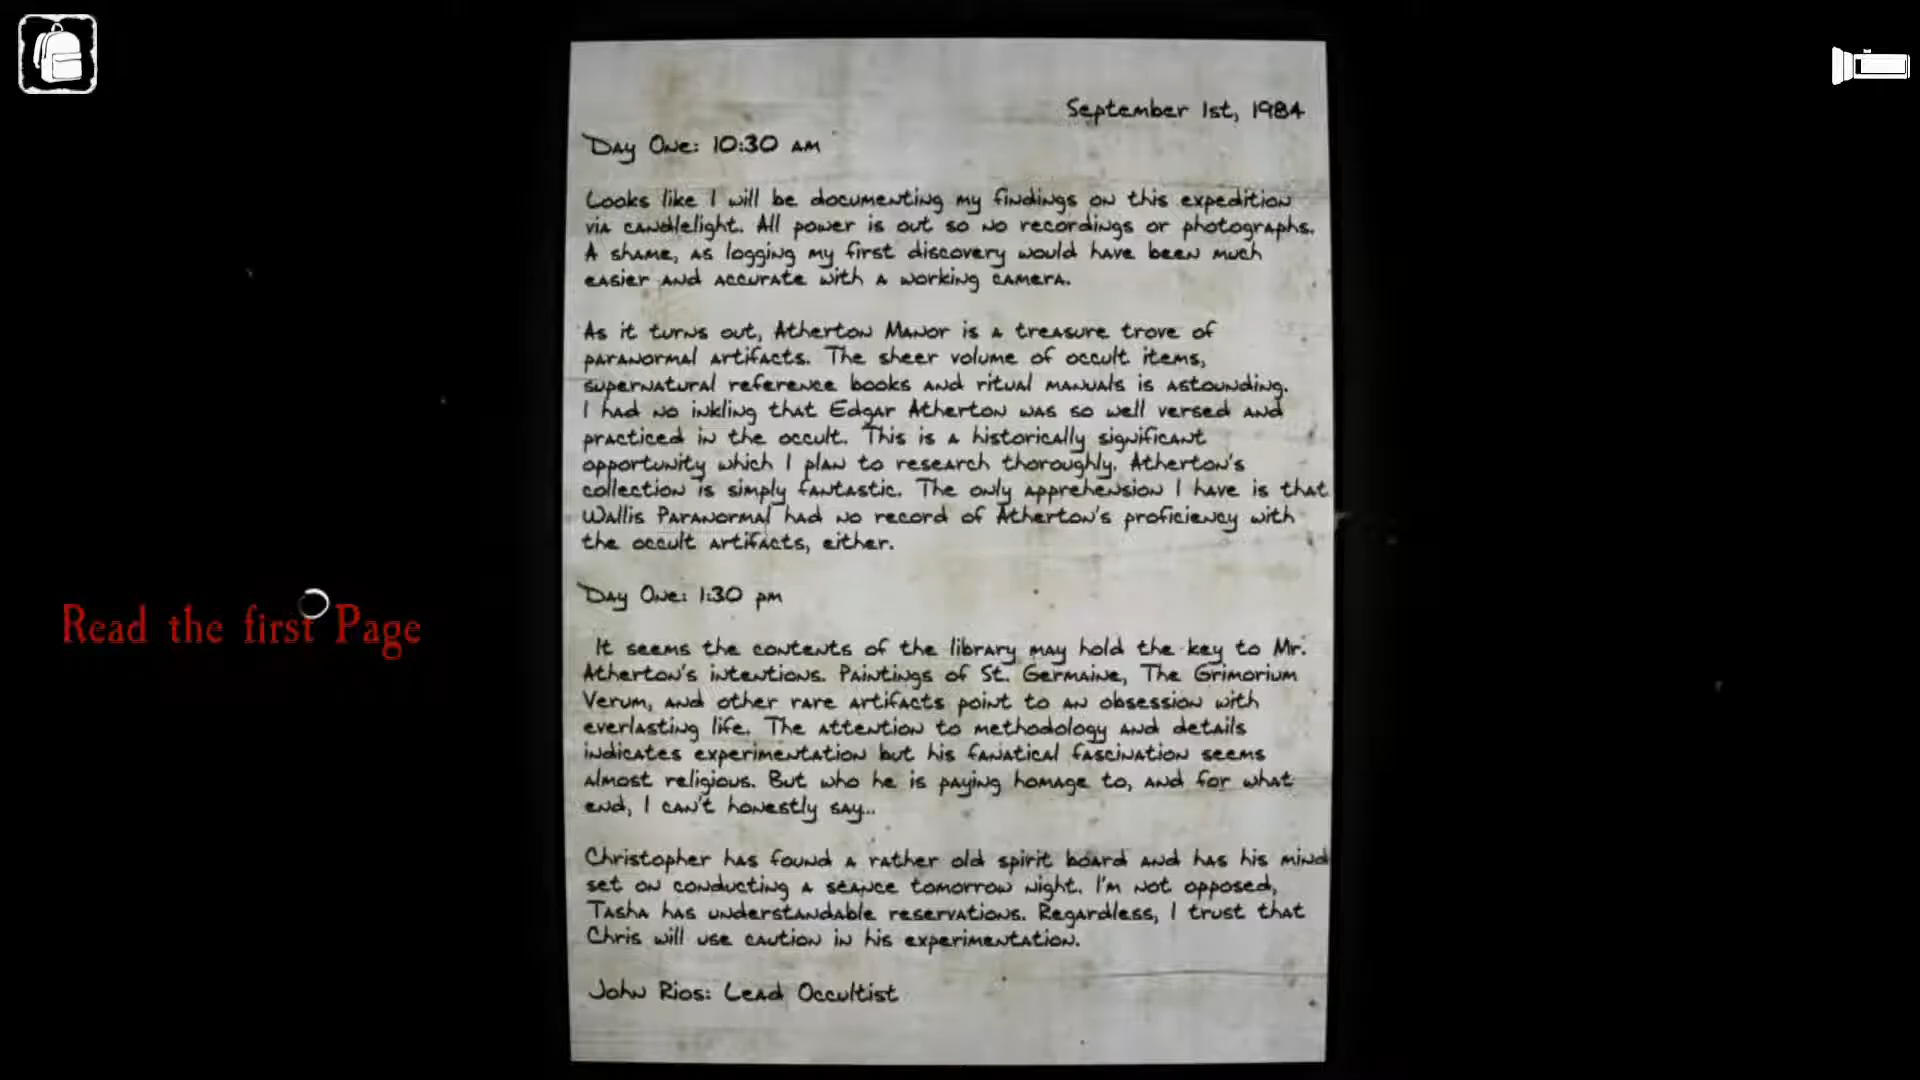 September 1st, 1984
Day One: 10:30 am
Looks like I will be documenting my findings on this expedition
via candlelight. All power is out so no recordings or photographs.
A shame, as logging my first discovery would have been much
easier and accurate with a working camera.
As it turns out, Atherton Manor is a treasure trove of
paranormal artifacts. The sheer volume of occult items,
supernatural reference books and ritual manuals is astounding.
I had no inkling that Edgar Atherton was so well versed and
practiced in the occult. This is a historically significant
opportunity which I plan to research thoroughly. Atherton's
collection is simply fantastic. The only apprehension I have is that
Wallis Paranormal had no record of Atherton's proficiency with
the occult artifacts, either.
Day One: 1:30 pm
It seems the contents of the library may hold the key to Mr.
Atherton's intentions. Paintings of St. Germaine, The Grimorium
Verum, and other rare artifacts point to an obsession with
everlasting life. The attention to methodology and details
indicates experimentation but his fanatical fascination seems
almost religious. But who he is paying homage to, and for what
end, I can't honestly say...
Christopher has found a rather old spirit board and has his mind
set on conducting a seance tomorrow night. I'm not opposed,
Tasha has understandable reservations. Regardless, I trust that
Chris will use caution in his experimentation.
John Rios: Lead Occultist
Read the first Page